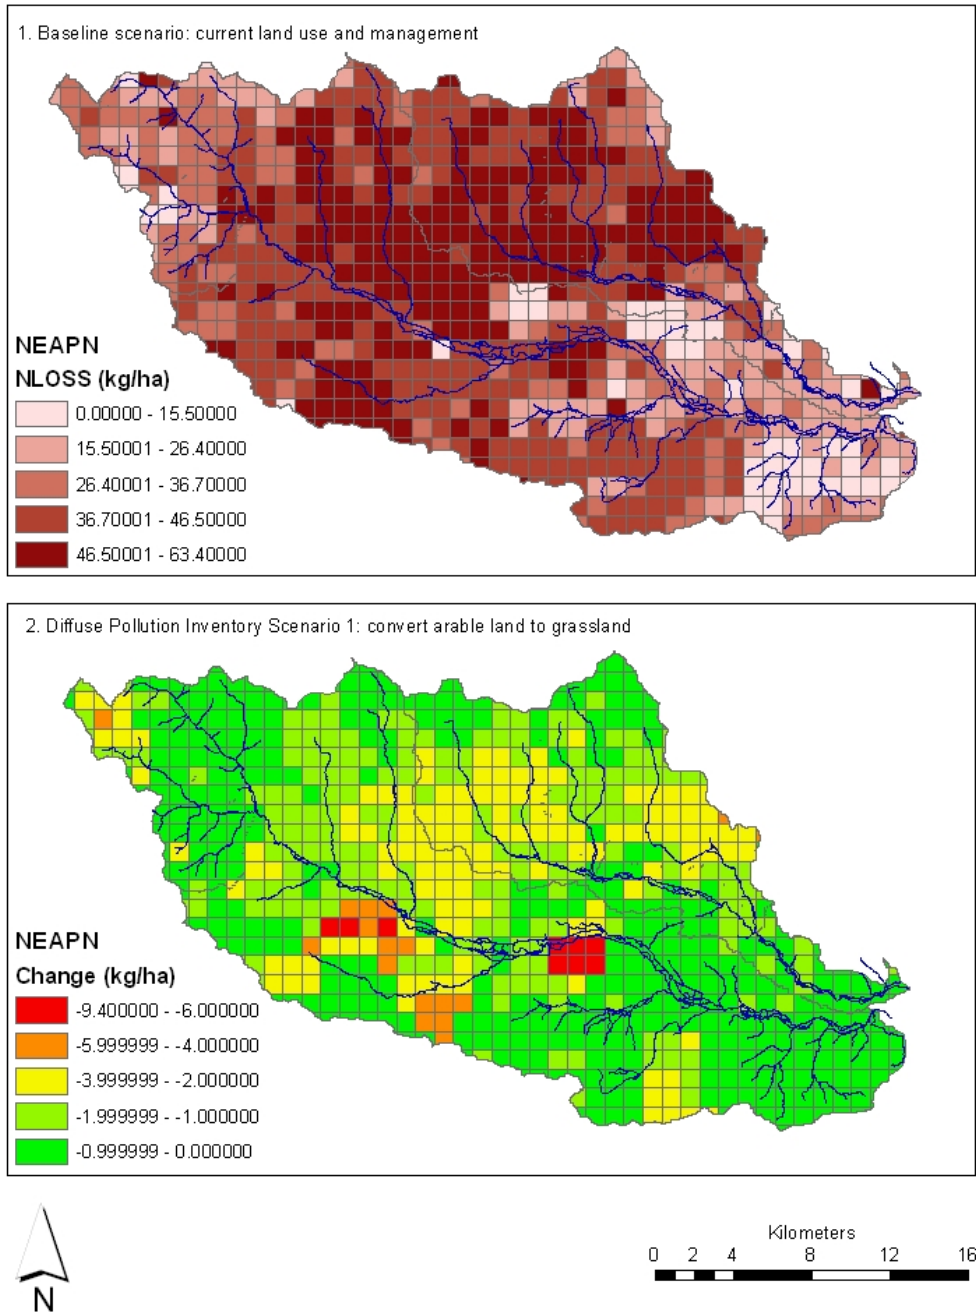 1. Baseline scenario: current land use and management
NEAPN
NLOSS (kg/ha)
0.00000 - 15.50000
15.50001 - 26.40000
26.40001 - 36.70000
36.70001 - 46.50000
46.50001 - 63.40000
2. Diffuse Pollution Inventory Scenario 1: convert arable land to grassland
NEAPN
Change (kg/ha)
-9.400000 - -6.000000
-5.999999 - -4.000000
-3.999999 - -2.000000
-1.999999 - -1.000000
-0.999999 - 0.000000
N
Kilometers
0 2 4 8 12 16